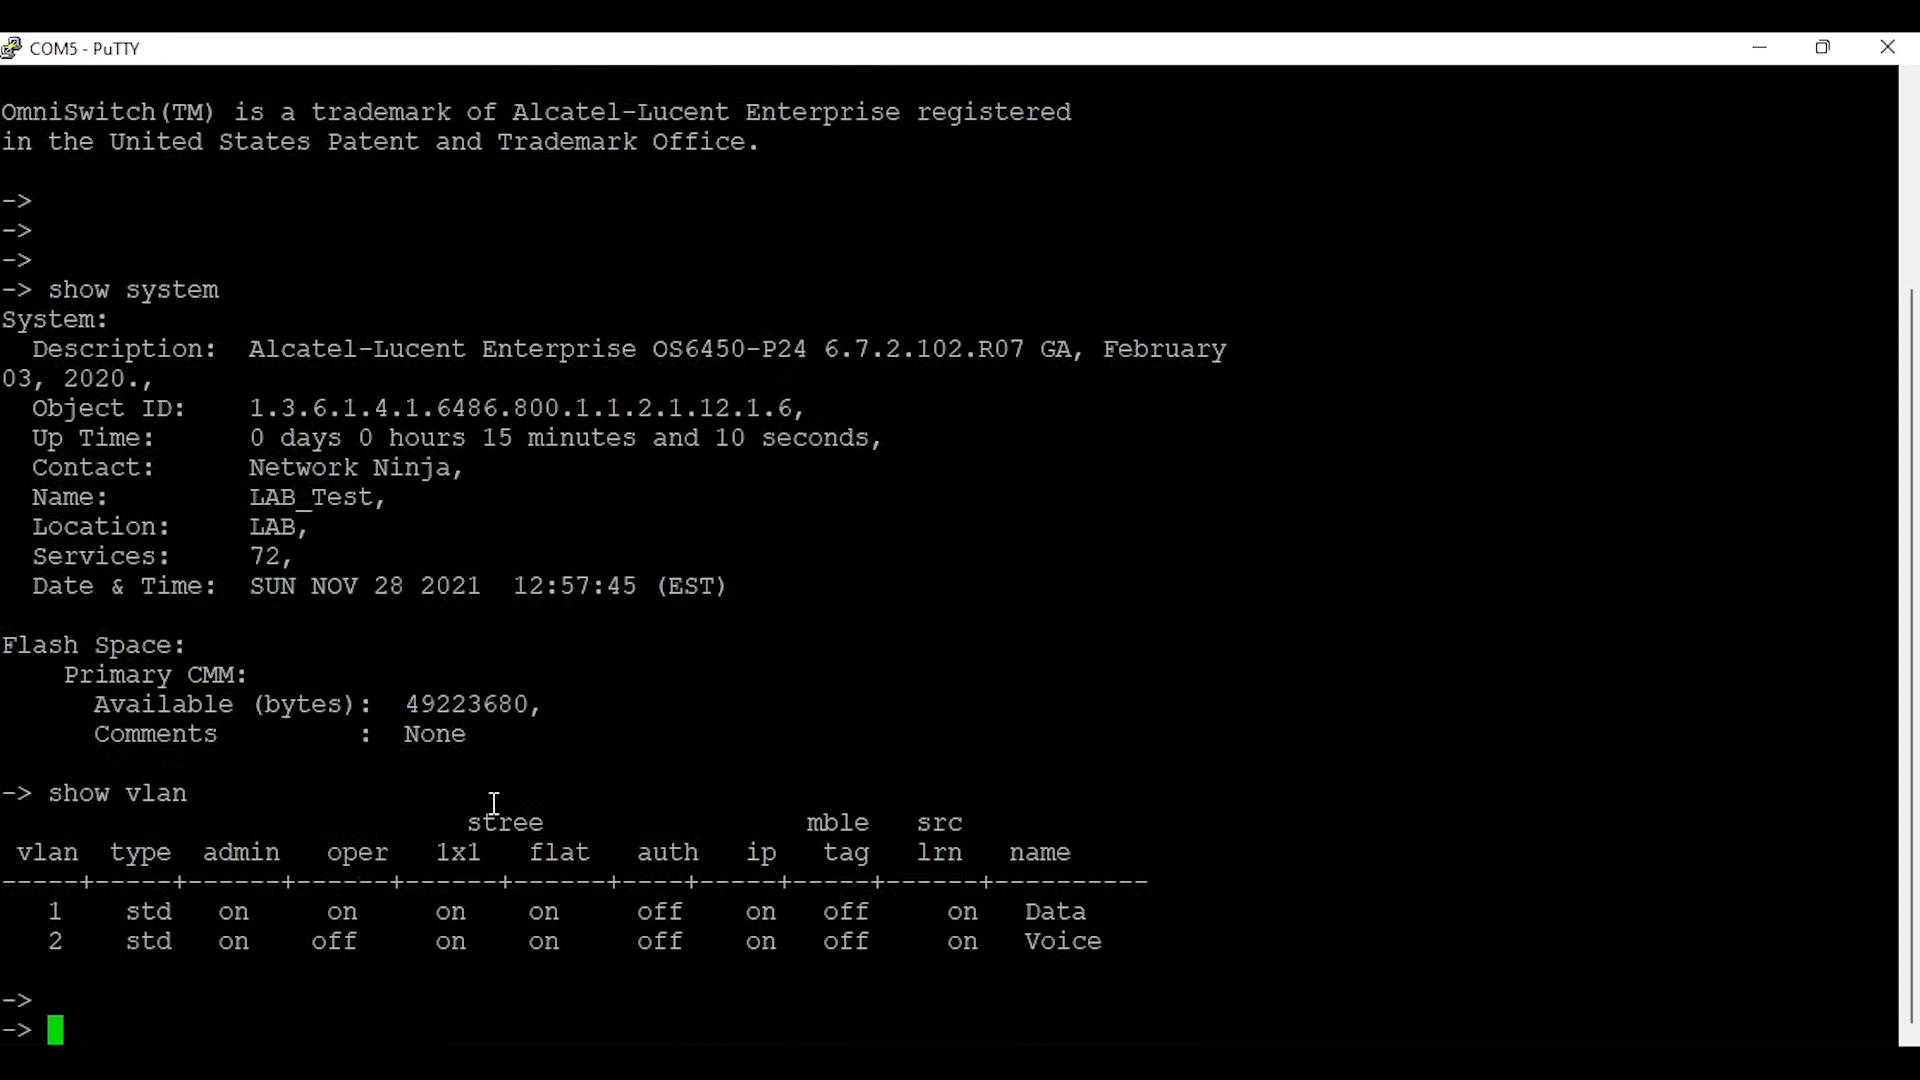 COM5 - PuTTY
OmniSwitch(TM) is a trademark of Alcatel-Lucent Enterprise registered
in the United States Patent and Trademark Office.
->
->
->
-> show system
System:
  Description:  Alcatel-Lucent Enterprise OS6450-P24 6.7.2.102.R07 GA, February
03, 2020.,
  Object ID:    1.3.6.1.4.1.6486.800.1.1.2.1.12.1.6,
  Up Time:      0 days 0 hours 15 minutes and 10 seconds,
  Contact:      Network Ninja,
  Name:         LAB_Test,
  Location:     LAB,
  Services:     72,
  Date & Time:  SUN NOV 28 2021  12:57:45 (EST)
Flash Space:
    Primary CMM:
      Available (bytes):  49223680,
      Comments         :  None
-> show vlan
                              stree                 mble   src
 vlan  type  admin   oper   1x1   flat   auth   ip   tag   lrn   name
-----+-----+------+------+------+------+----+-----+-----+------+----------
   1    std   on      on     on    on     off    on   off     on   Data
   2    std   on     off     on    on     off    on   off     on   Voice
->
->